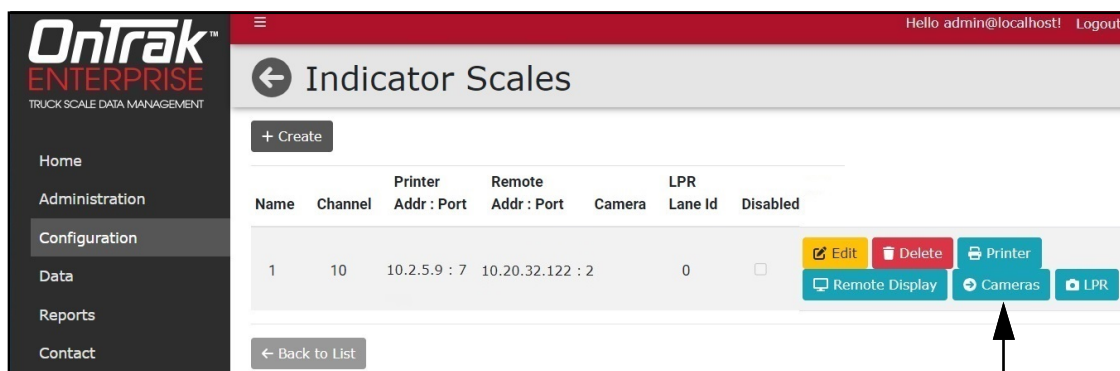 OnTrak™
ENTERPRISE
TRUCK SCALE DATA MANAGEMENT
Hello admin@localhost! Logout
Indicator Scales
+ Create
Home
Administration
Configuration
Data
Reports
Contact
Name Channel Printer Addr : Port Remote Addr : Port Camera LPR Lane Id Disabled
1 10 10.2.5.9 : 7 10.20.32.122 : 2 0
Edit Delete Printer
Remote Display Cameras LPR
← Back to List